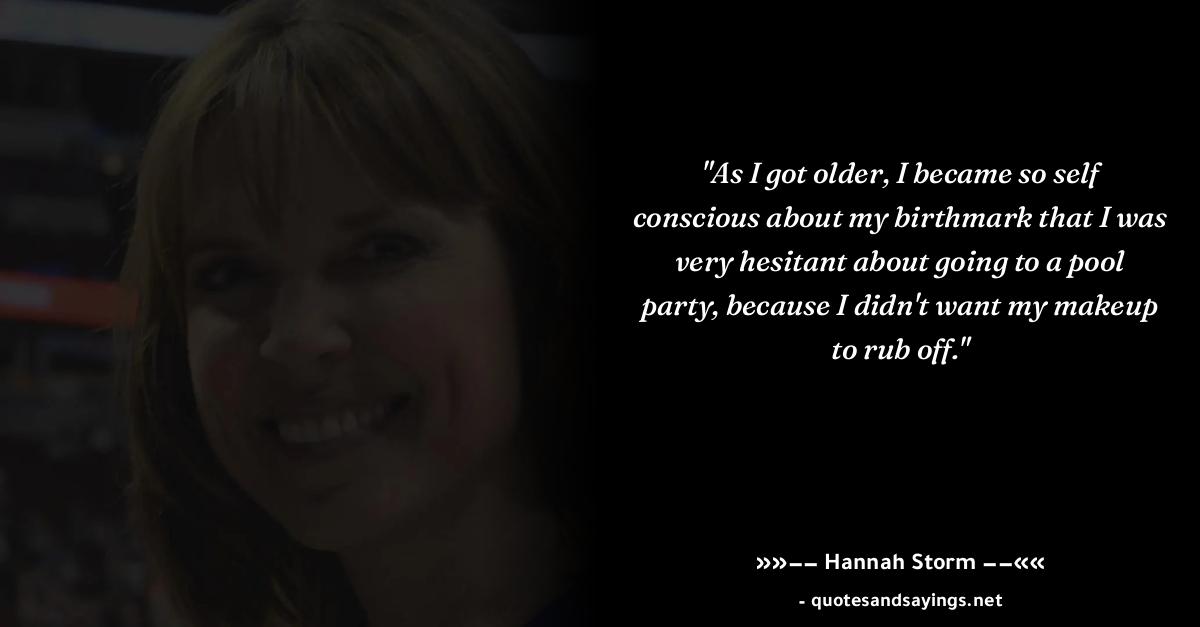 "As I got older, I became so self
conscious about my birthmark that I was
very hesitant about going to a pool
party, because I didn't want my makeup
to rub off."
»»–– Hannah Storm ––««
- quotesandsayings.net